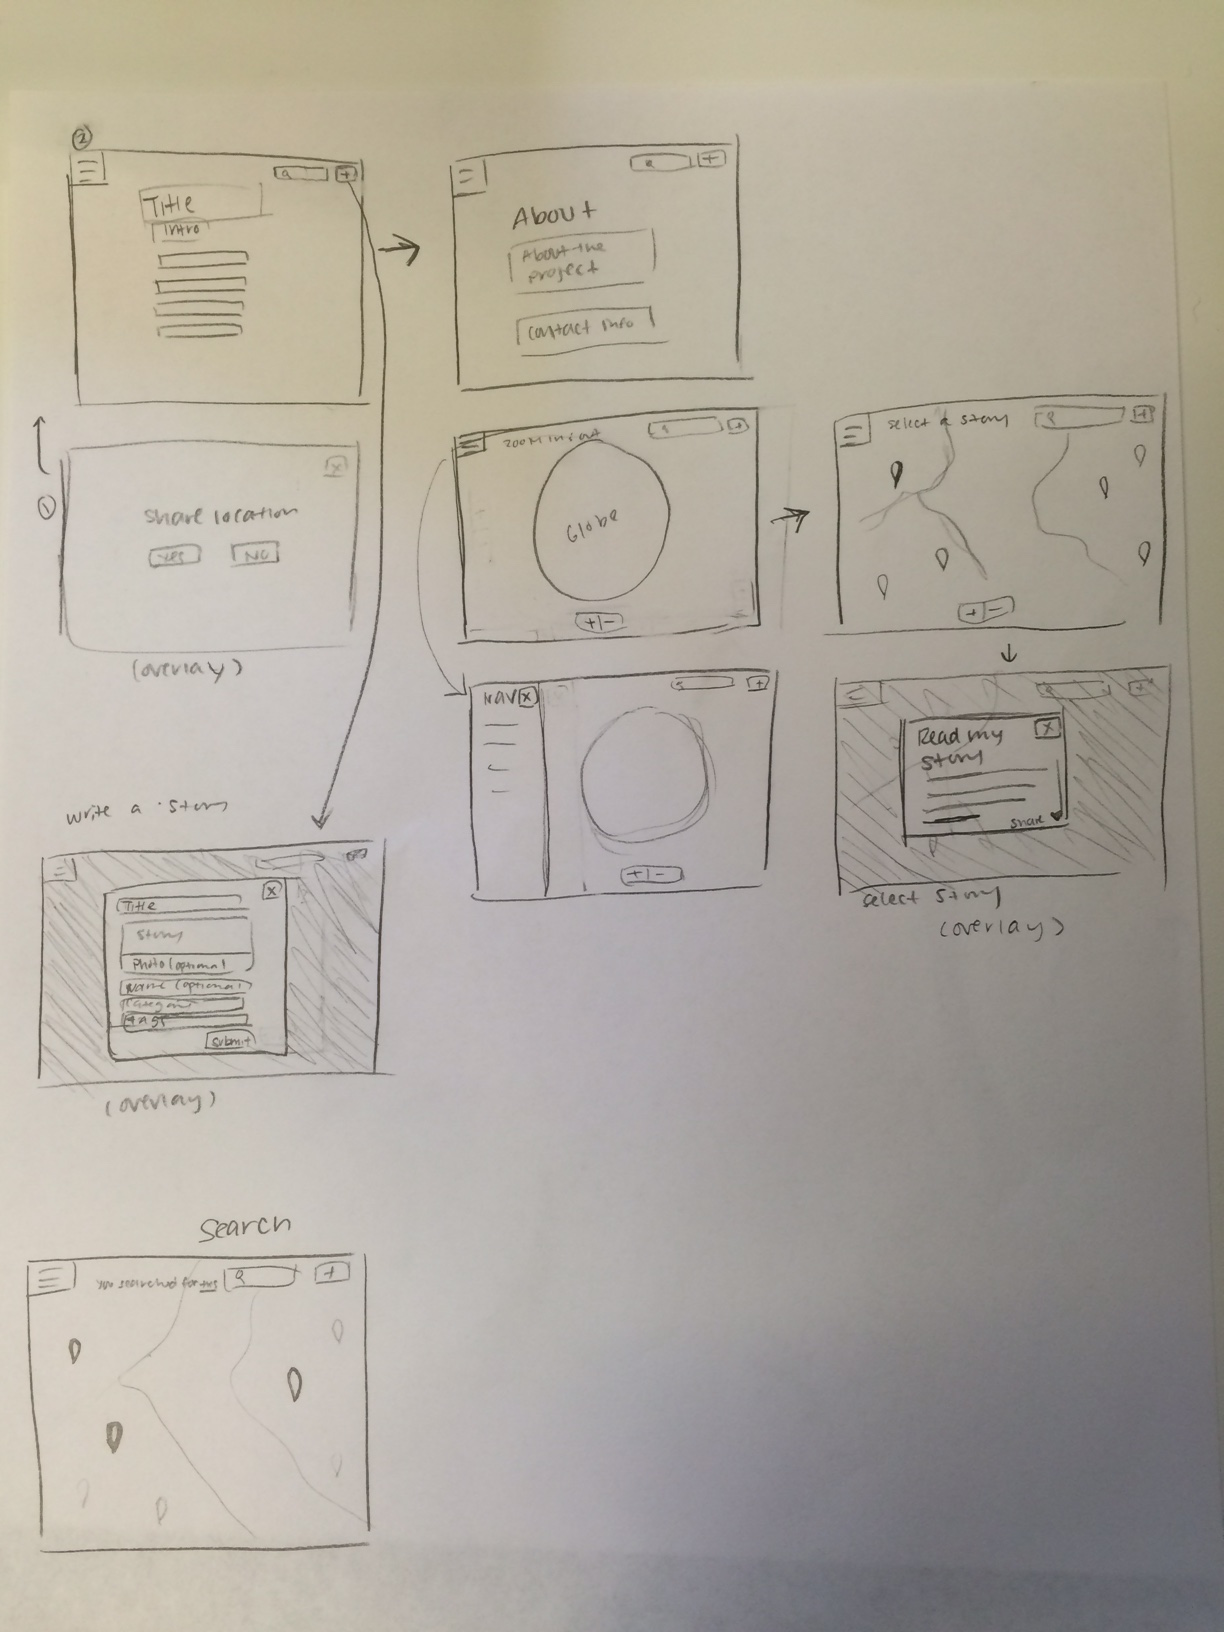 2
+
Title
Intro
+
About
About the
project
contact info
1
x
share location
Yes
NO
(overlay)
zoom in/out
+
Globe
+ -
select a story
+
+ -
NAV x
+
+ -
Read my
story
x
share
select story
(overlay)
write a story
x
Title
Story
Photo (optional)
Name (optional)
Category
tags
submit
(overlay)
search
You searched for this
+